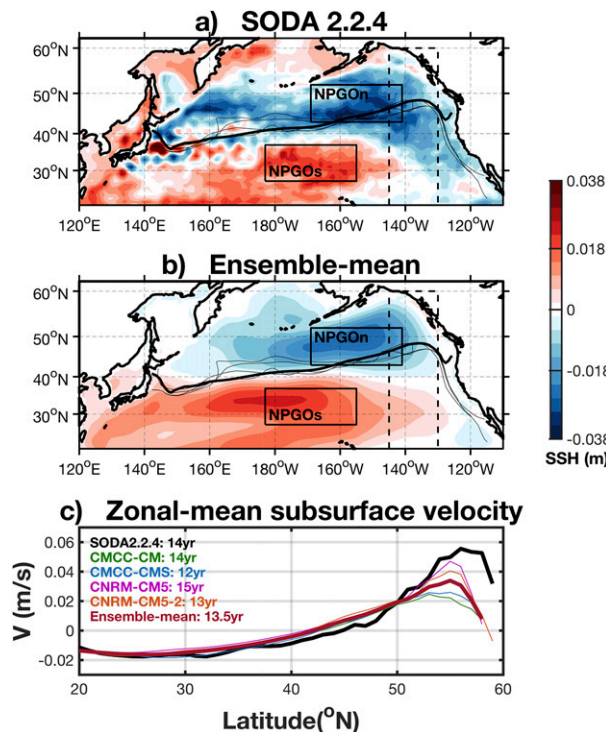 a) SODA 2.2.4
60°N
50°N
40°N
30°N
NPGOn
NPGOs
120°E 140°E 160°E 180°W 160°W 140°W 120°W
b) Ensemble-mean
60°N
50°N
40°N
30°N
NPGOn
NPGOs
120°E 140°E 160°E 180°W 160°W 140°W 120°W
0.038
0.018
0
-0.018
-0.038
SSH (m)
c) Zonal-mean subsurface velocity
V (m/s)
0.06
0.04
0.02
0
-0.02
SODA2.2.4: 14yr
CMCC-CM: 14yr
CMCC-CMS: 12yr
CNRM-CM5: 15yr
CNRM-CM5-2: 13yr
Ensemble-mean: 13.5yr
20 30 40 50 60
Latitude(°N)